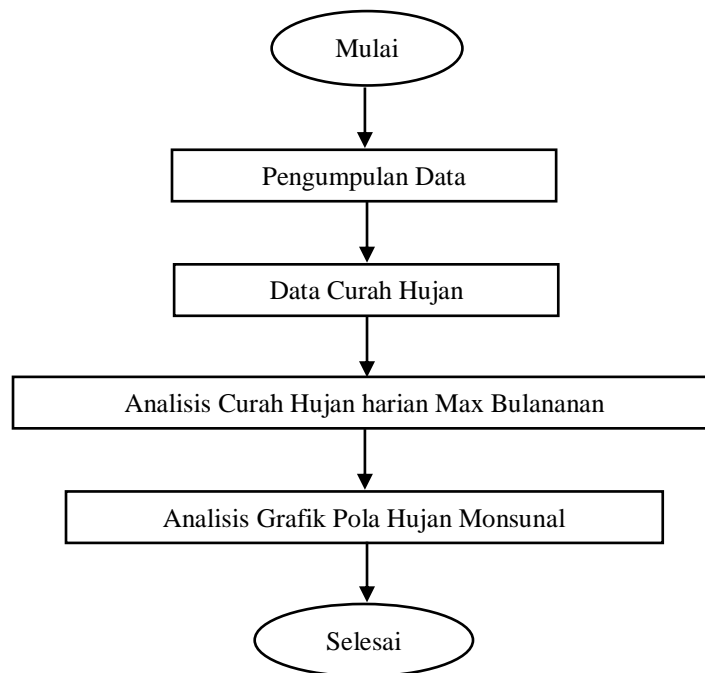 Mulai
Pengumpulan Data
Data Curah Hujan
Analisis Curah Hujan harian Max Bulananan
Analisis Grafik Pola Hujan Monsunal
Selesai